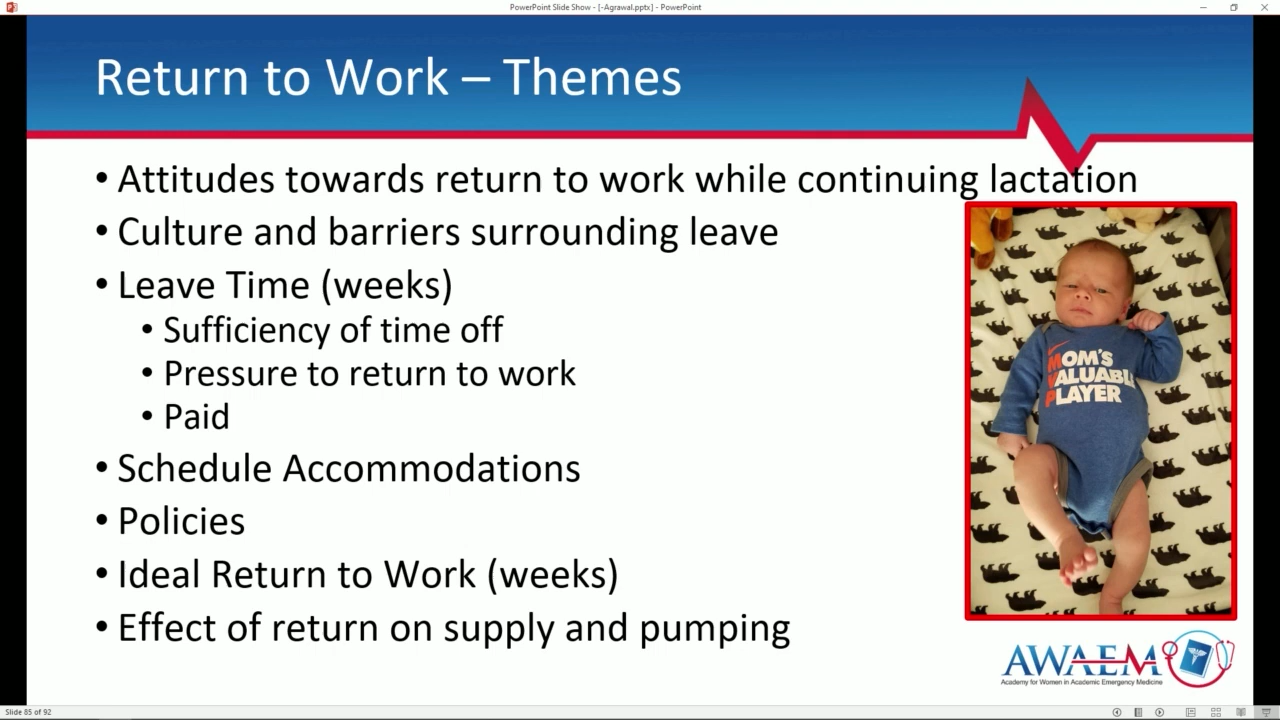 PowerPoint Slide Show - [-Agrawal.pptx] - PowerPoint
Return to Work – Themes
• Attitudes towards return to work while continuing lactation
• Culture and barriers surrounding leave
• Leave Time (weeks)
• Sufficiency of time off
• Pressure to return to work
• Paid
• Schedule Accommodations
• Policies
• Ideal Return to Work (weeks)
• Effect of return on supply and pumping
MOM'S
VALUABL
PLAYER
AWAEM
Academy for Women in Academic Emergency Medicine
Slide 85 of 92